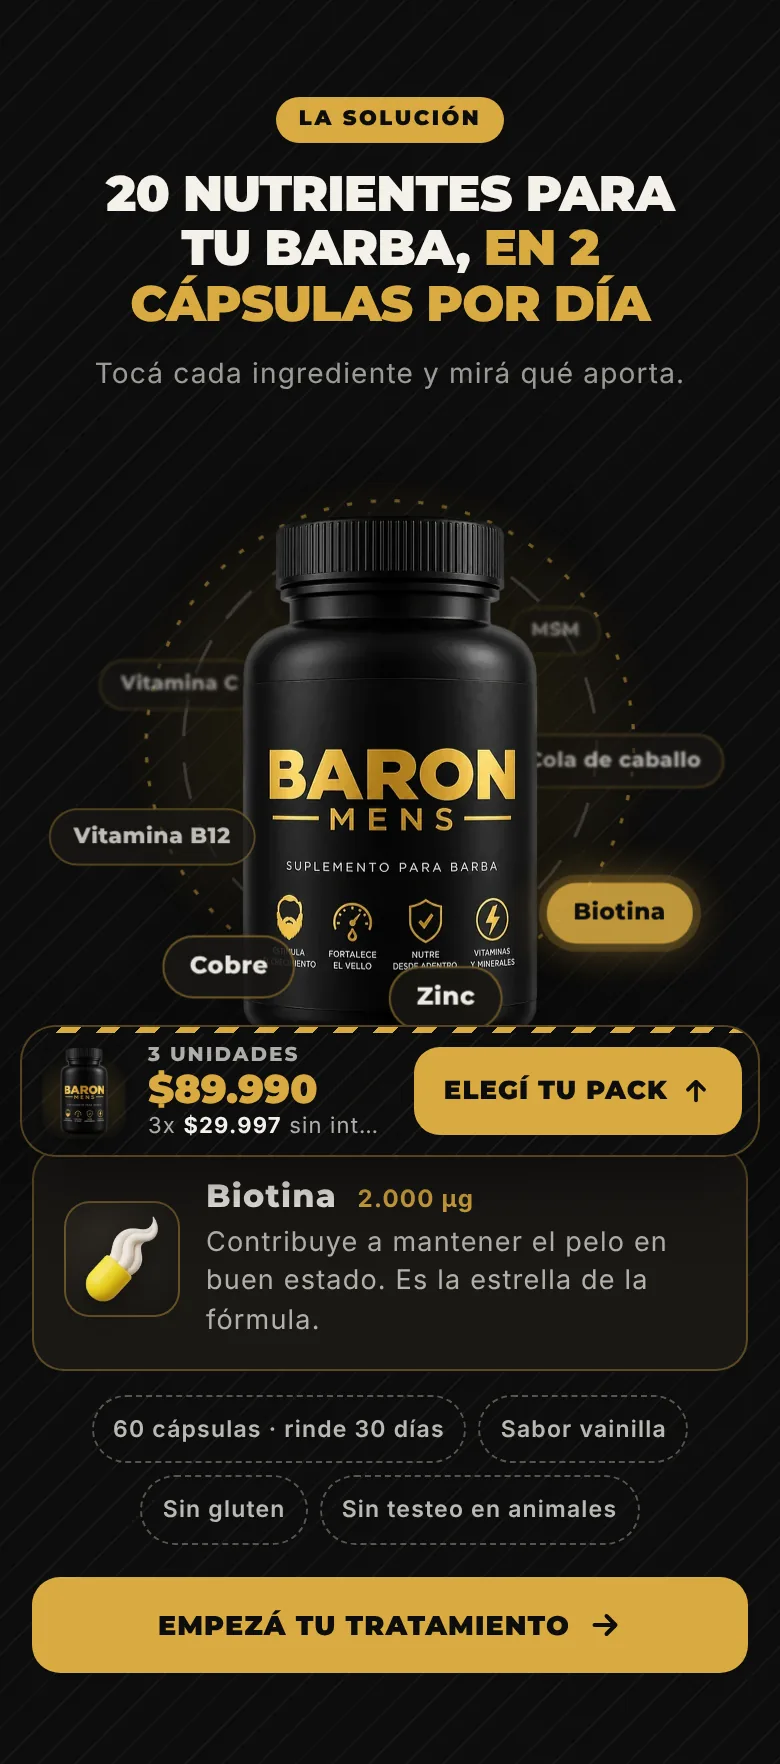 LA SOLUCIÓN
20 NUTRIENTES PARA
TU BARBA, EN 2
CÁPSULAS POR DÍA
Tocá cada ingrediente y mirá qué aporta.
MSM
Vitamina C
Cola de caballo
BARON
MENS
Vitamina B12
SUPLEMENTO PARA BARBA
Biotina
FORTALECE
EL VELLO
NUTRE
DESDE ADENTRO
VITAMINAS
Y MINERALES
Cobre
Zinc
3 UNIDADES
$89.990
3x $29.997 sin int...
ELEGÍ TU PACK
BARON
MENS
Biotina 2.000 µg
Contribuye a mantener el pelo en
buen estado. Es la estrella de la
fórmula.
60 cápsulas · rinde 30 días
Sabor vainilla
Sin gluten
Sin testeo en animales
EMPEZÁ TU TRATAMIENTO